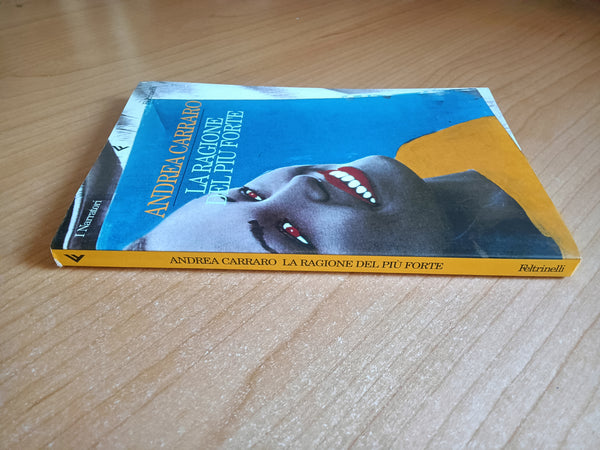 ANDREA CARRARO
LA RAGIONE
DEL PIÙ FORTE
I Narratori
ANDREA CARRARO LA RAGIONE DEL PIÙ FORTE
Feltrinelli